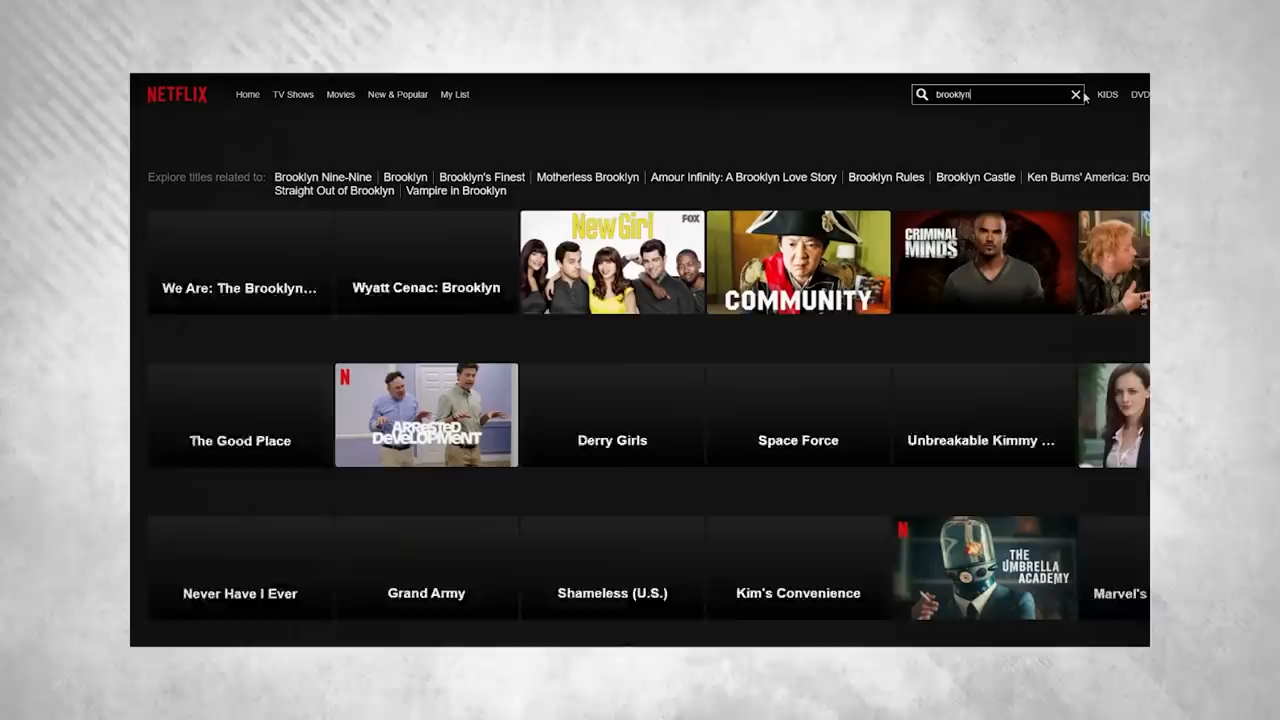 NETFLIX Home TV Shows Movies New & Popular My List brooklyn KIDS DVD
Explore titles related to: Brooklyn Nine-Nine Brooklyn Brooklyn's Finest Motherless Brooklyn Amour Infinity: A Brooklyn Love Story Brooklyn Rules Brooklyn Castle Ken Burns' America: Bro
Straight Out of Brooklyn Vampire in Brooklyn
We Are: The Brooklyn...
Wyatt Cenac: Brooklyn
New Girl
FOX
COMMUNITY
CRIMINAL
MINDS
The Good Place
N
ARRESTED
DEVELOPMENT
Derry Girls
Space Force
Unbreakable Kimmy ...
Never Have I Ever
Grand Army
Shameless (U.S.)
Kim's Convenience
N
THE
UMBRELLA
ACADEMY
Marvel's